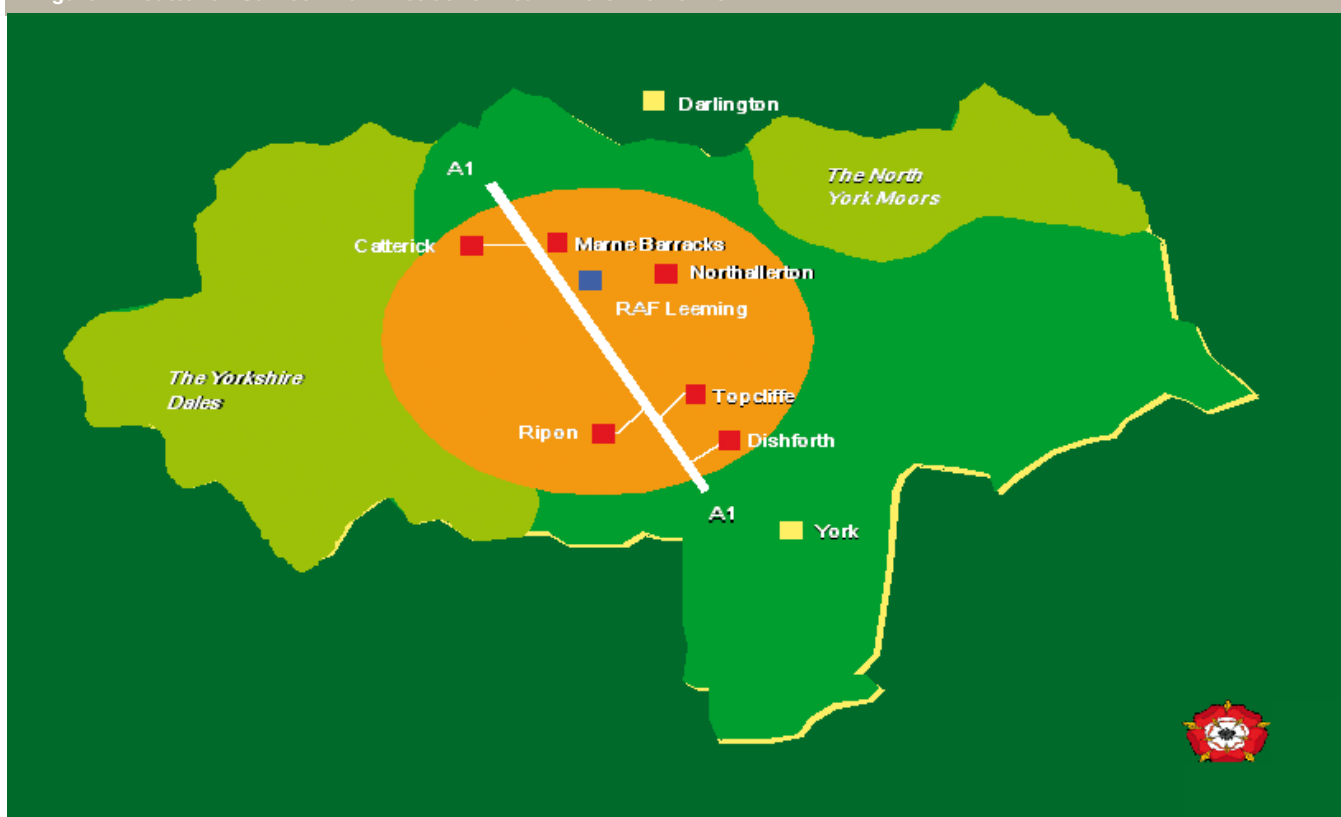 Darlington
A1
The North
York Moors
Catterick
Marne Barracks
Northallerton
RAF Leeming
The Yorkshire
Dales
Topcliffe
Ripon
Dishforth
A1
York